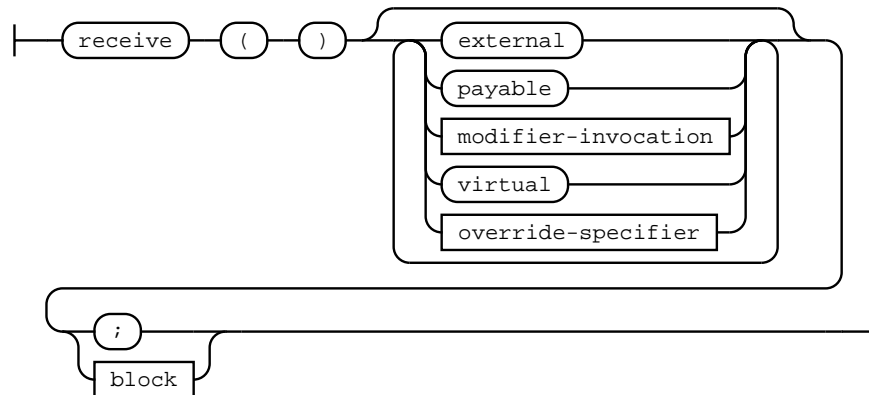 receive ( ) external
payable
modifier-invocation
virtual
override-specifier
;
block